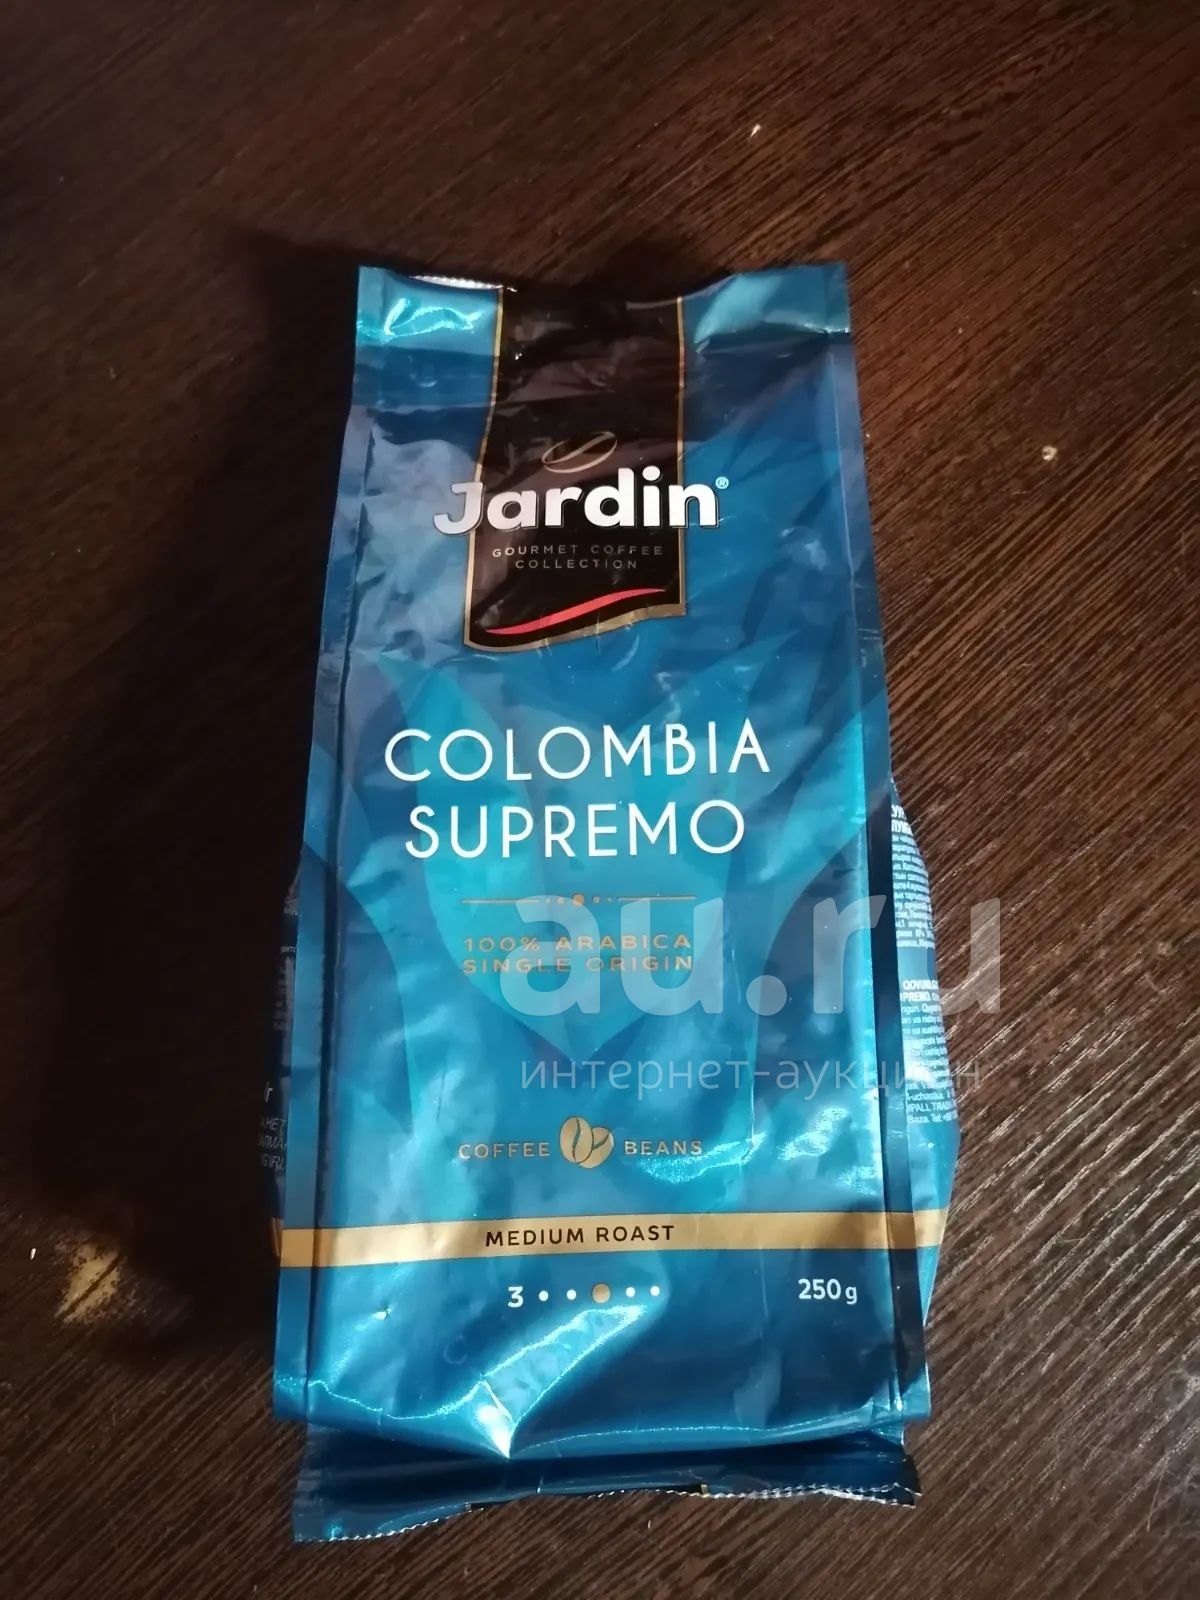 Jardin®
GOURMET COFFEE
COLLECTION
COLOMBIA
SUPREMO
100% ARABICA
SINGLE ORIGIN
au.ru
интернет-аукцион
COFFEE BEANS
MEDIUM ROAST
3
250g